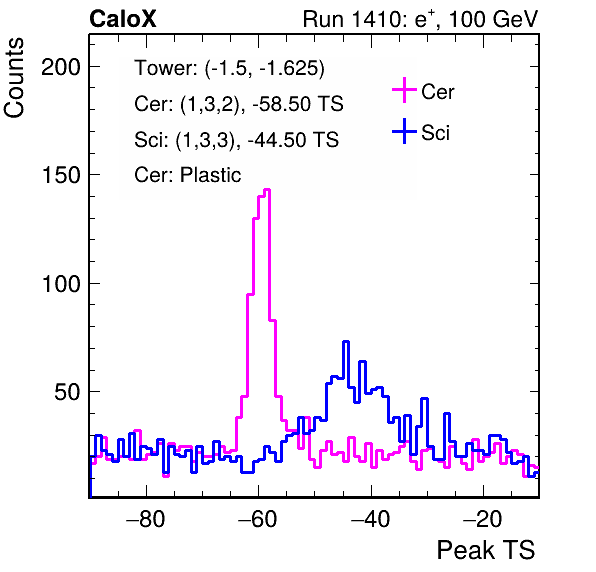 CaloX Run 1410: e+, 100 GeV
Counts
Tower: (-1.5, -1.625)
Cer: (1,3,2), -58.50 TS
Sci: (1,3,3), -44.50 TS
Cer: Plastic
Cer
Sci
200
150
100
50
−80 −60 −40 −20
Peak TS